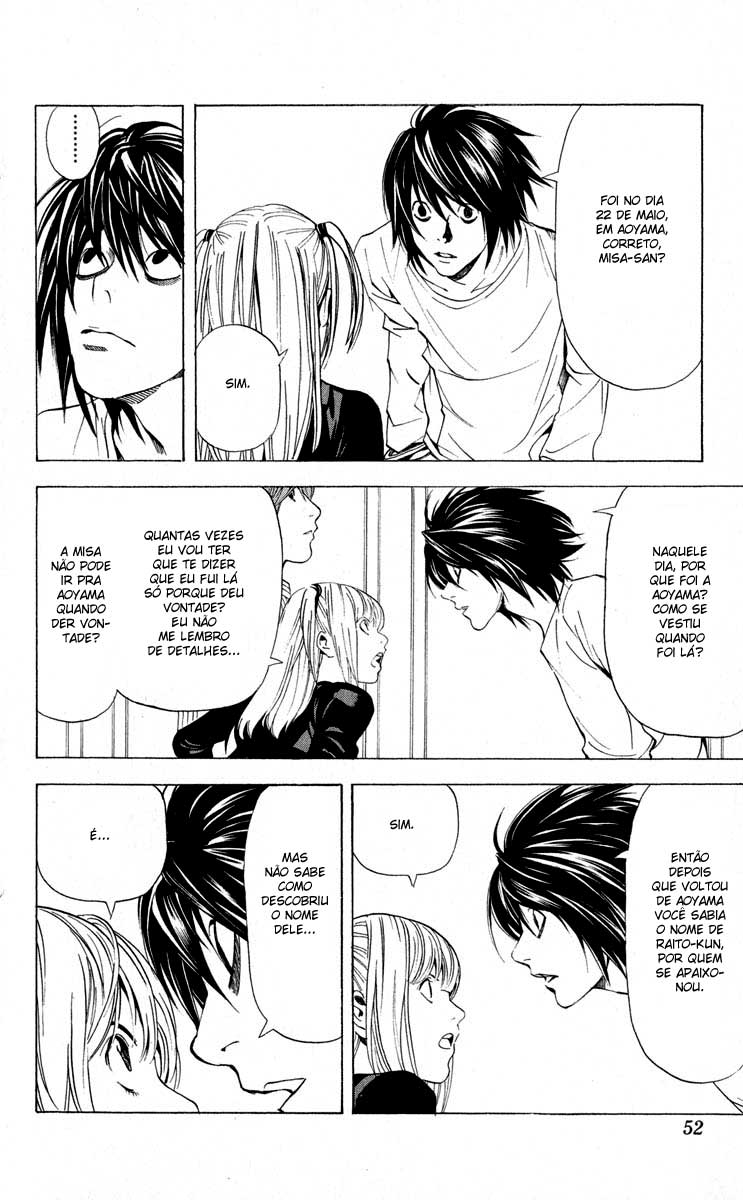 FOI NO DIA
22 DE MAIO,
EM AOYAMA,
CORRETO,
MISA-SAN?
SIM.
.........
NAQUELE
DIA, POR
QUE FOI A
AOYAMA?
COMO SE
VESTIU
QUANDO
FOI LÁ?
QUANTAS VEZES
EU VOU TER
QUE TE DIZER
QUE EU FUI LÁ
SÓ PORQUE DEU
VONTADE?
EU NÃO
ME LEMBRO
DE DETALHES...
A MISA
NÃO PODE
IR PRA
AOYAMA
QUANDO
DER VON-
TADE?
ENTÃO
DEPOIS
QUE VOLTOU
DE AOYAMA
VOCÊ SABIA
O NOME DE
RAITO-KUN,
POR QUEM
SE APAIXO-
NOU.
SIM.
MAS
NÃO SABE
COMO
DESCOBRIU
O NOME
DELE...
É...
52